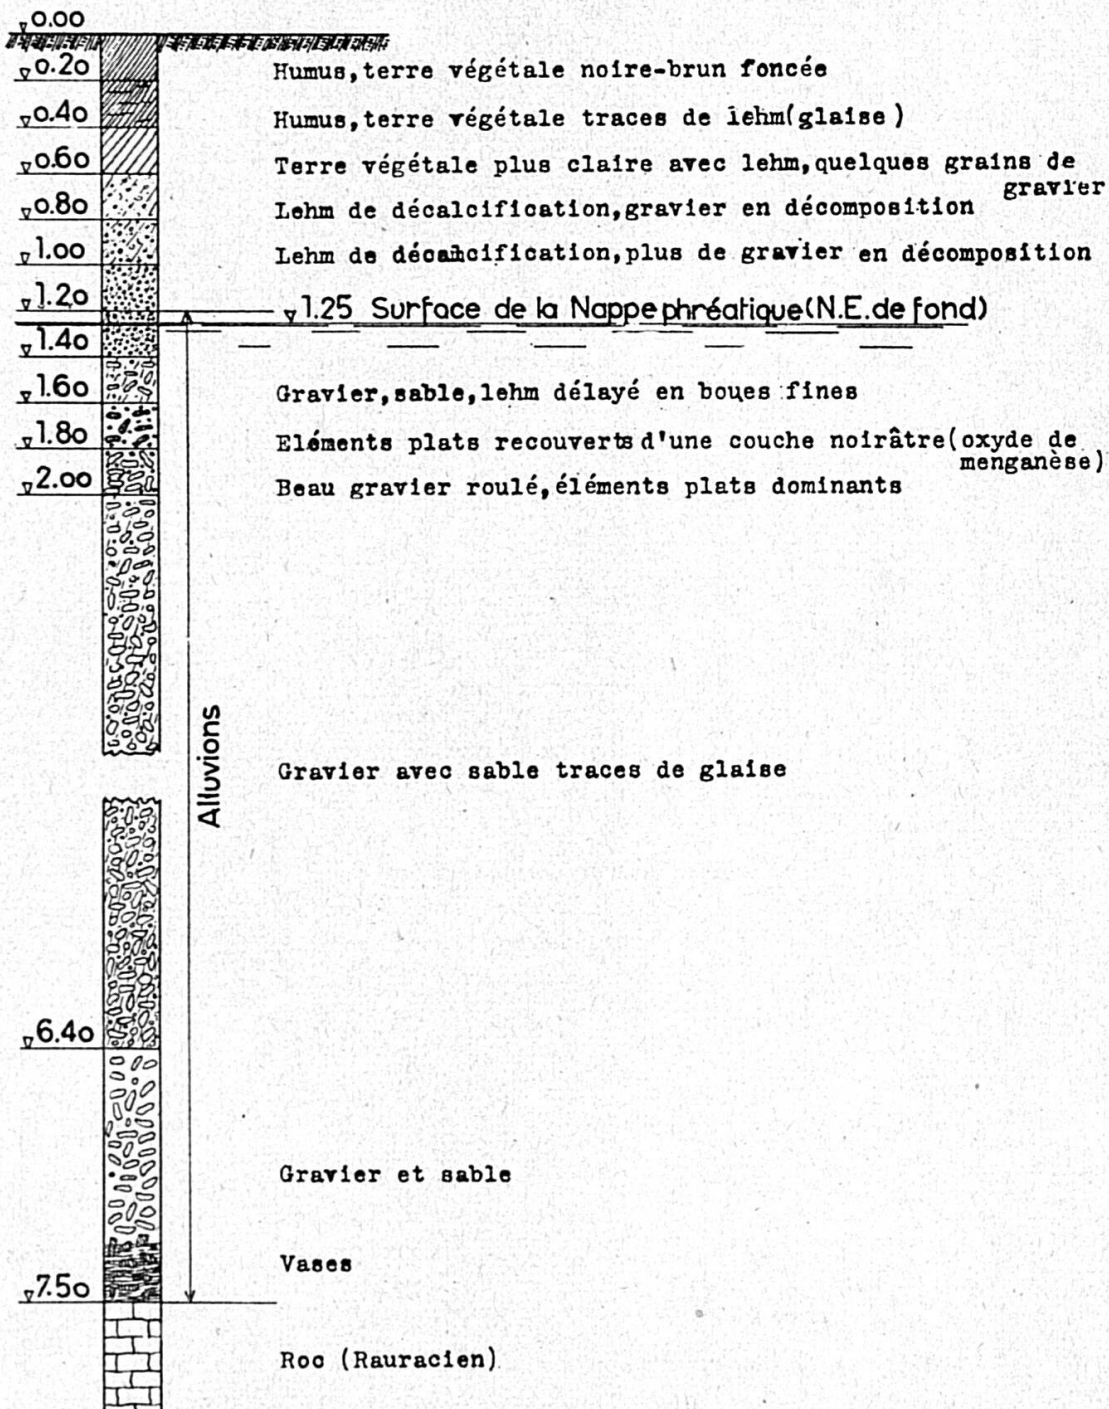 0.00
0.20
Humus,terre végétale noire-brun foncée
0.40
Humus,terre végétale traces de lehm(glaise)
0.60
Terre végétale plus claire avec lehm,quelques grains de
gravier
0.80
Lehm de décalcification,gravier en décomposition
1.00
Lehm de décahcification,plus de gravier en décomposition
1.20
1.25 Surface de la Nappe phréatique(N.E.de fond)
1.40
1.60
Gravier,sable,lehm délayé en boues fines
1.80
Eléments plats recouverts d'une couche noirâtre(oxyde de
menganèse)
2.00
Beau gravier roulé,éléments plats dominants
Alluvions
Gravier avec sable traces de glaise
6.40
Gravier et sable
Vases
7.50
Roc (Rauracien)